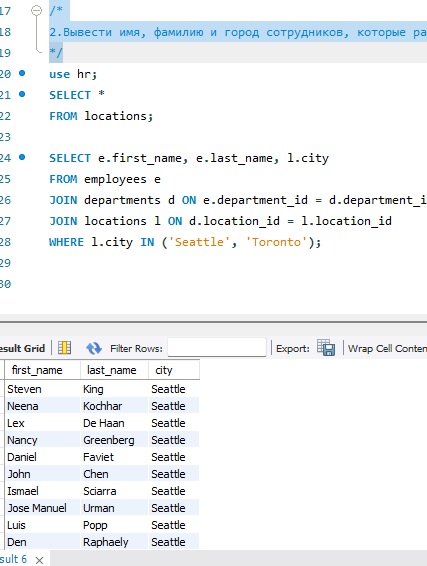 17 /*
18 2.Вывести имя, фамилию и город сотрудников, которые ра
19 */
20 use hr;
21 SELECT *
22 FROM locations;
23
24 SELECT e.first_name, e.last_name, l.city
25 FROM employees e
26 JOIN departments d ON e.department_id = d.department_i
27 JOIN locations l ON d.location_id = l.location_id
28 WHERE l.city IN ('Seattle', 'Toronto');
29
30
esult Grid Filter Rows: Export: Wrap Cell Conten
first_name last_name city
Steven King Seattle
Neena Kochhar Seattle
Lex De Haan Seattle
Nancy Greenberg Seattle
Daniel Faviet Seattle
John Chen Seattle
Ismael Sciarra Seattle
Jose Manuel Urman Seattle
Luis Popp Seattle
Den Raphaely Seattle
sult 6